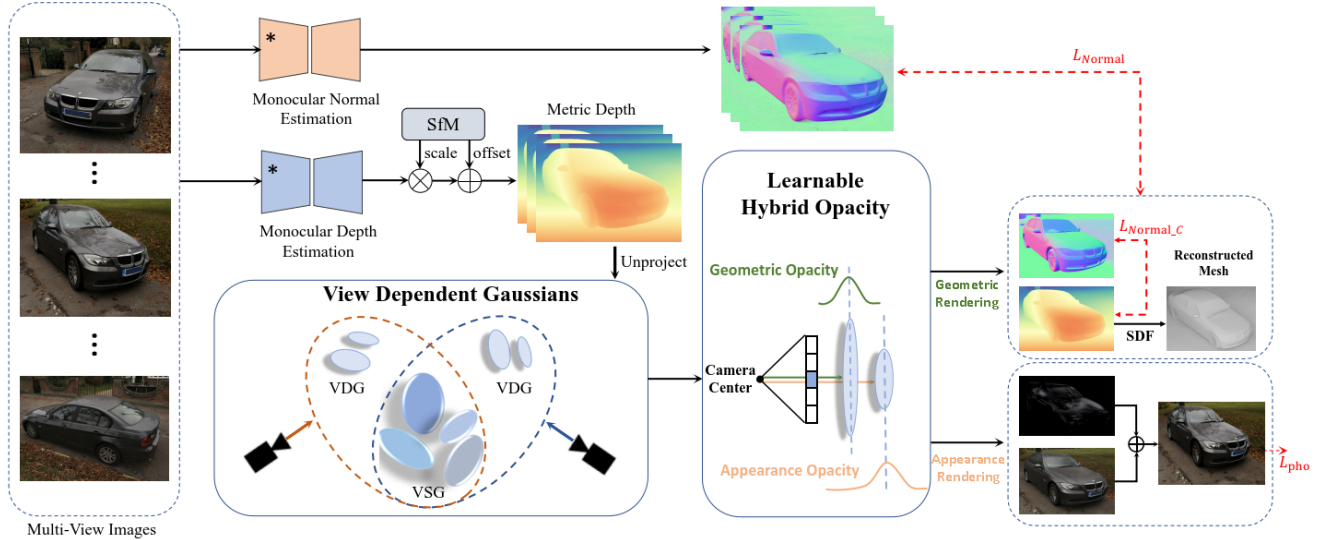 *
Monocular Normal
Estimation
SfM
scale
offset
Metric Depth
*
Monocular Depth
Estimation
Unproject
Multi-View Images
View Dependent Gaussians
VDG
VDG
VSG
Learnable
Hybrid Opacity
Geometric Opacity
Camera
Center
Appearance Opacity
Geometric
Rendering
Appearance
Rendering
L_Normal
L_Normal_C
Reconstructed
Mesh
SDF
L_pho